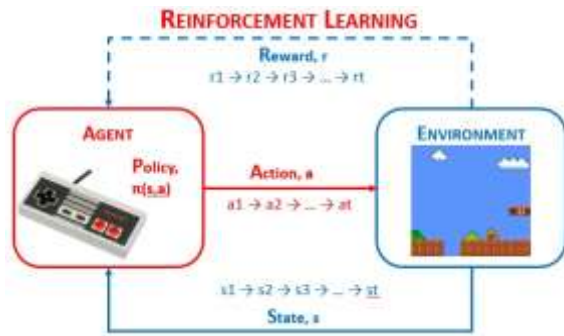 REINFORCEMENT LEARNING
Reward, r
r1 → r2 → r3 → ... → rt
AGENT
Policy,
π(s,a)
Action, a
a1 → a2 → ... → at
ENVIRONMENT
s1 → s2 → s3 → ... → st
State, s